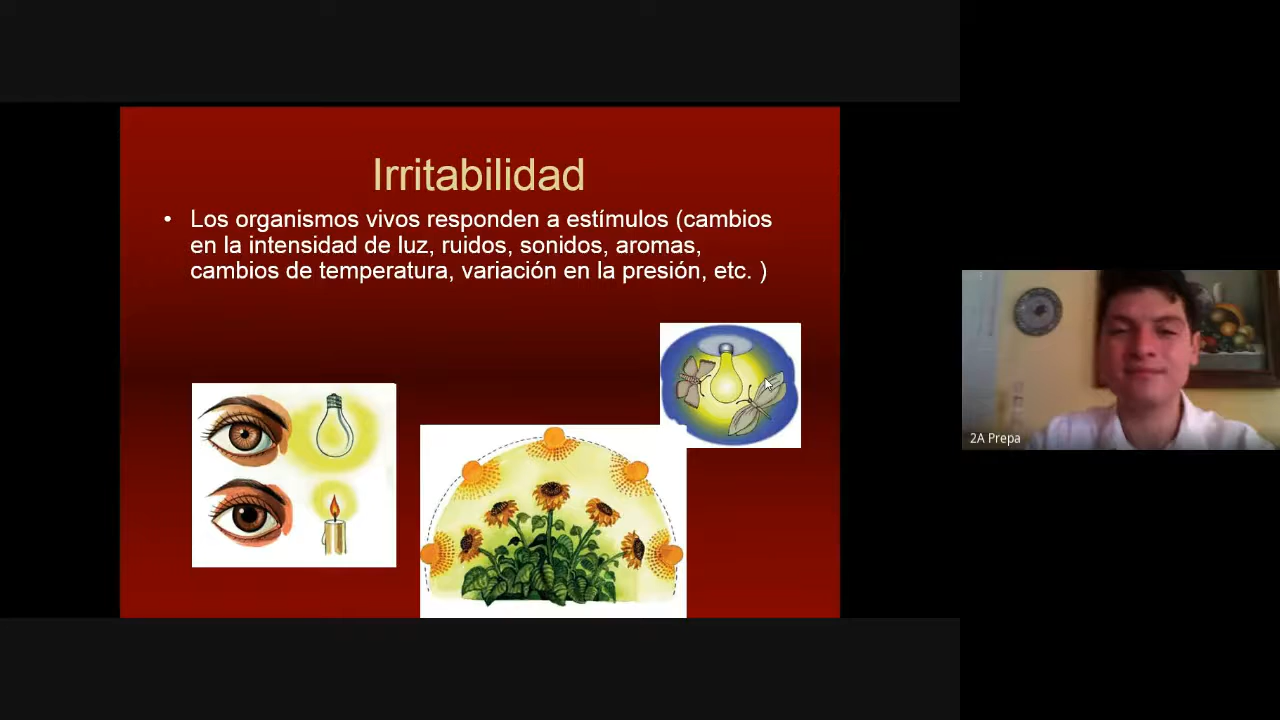 Irritabilidad
• Los organismos vivos responden a estímulos (cambios
en la intensidad de luz, ruidos, sonidos, aromas,
cambios de temperatura, variación en la presión, etc. )
2A Prepa